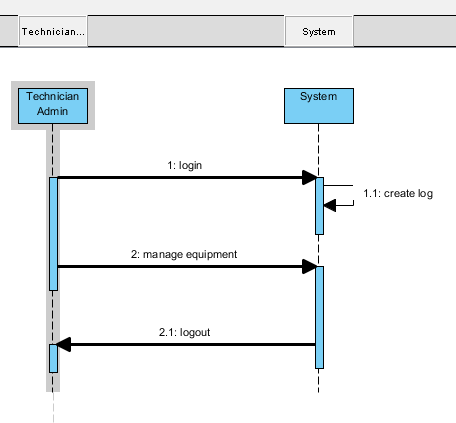 Technician...
System
Technician
Admin
System
1: login
1.1: create log
2: manage equipment
2.1: logout